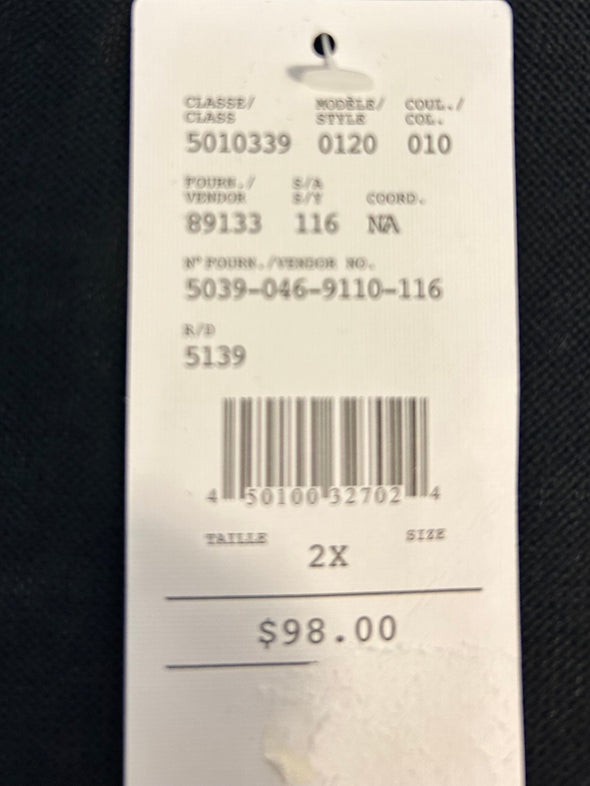 CLASSE/ MODÈLE/ COUL./
CLASS STYLE COL.
5010339 0120 010
FOURN./ S/A
VENDOR S/Y COORD.
89133 116 NA
N° FOURN./VENDOR NO.
5039-046-9110-116
R/D
5139
4 50100 32702 4
TAILLE SIZE
2X
$98.00